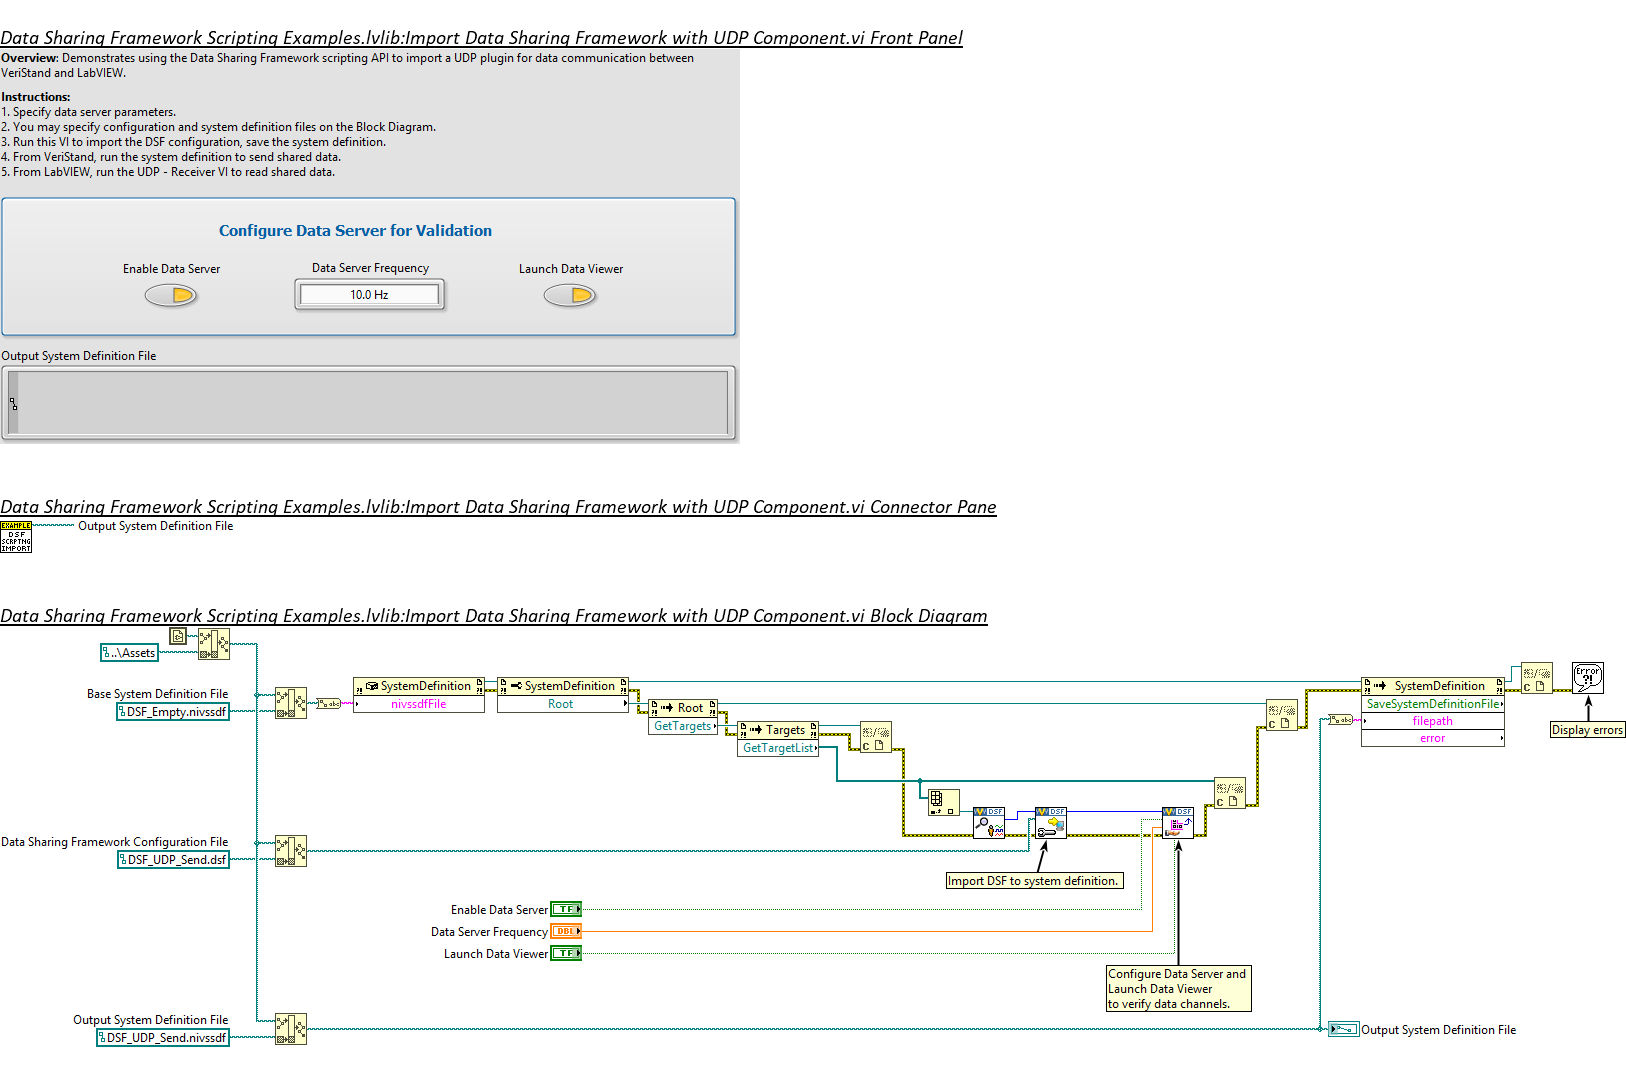 Data Sharing Framework Scripting Examples.lvlib:Import Data Sharing Framework with UDP Component.vi Front Panel
Overview: Demonstrates using the Data Sharing Framework scripting API to import a UDP plugin for data communication between
VeriStand and LabVIEW.
Instructions:
1. Specify data server parameters.
2. You may specify configuration and system definition files on the Block Diagram.
3. Run this VI to import the DSF configuration, save the system definition.
4. From VeriStand, run the system definition to send shared data.
5. From LabVIEW, run the UDP - Receiver VI to read shared data.
Configure Data Server for Validation
Enable Data Server
Data Server Frequency
Launch Data Viewer
10.0 Hz
Output System Definition File
Data Sharing Framework Scripting Examples.lvlib:Import Data Sharing Framework with UDP Component.vi Connector Pane
EXAMPLE
DSF
SCRPTNG
IMPORT
Output System Definition File
Data Sharing Framework Scripting Examples.lvlib:Import Data Sharing Framework with UDP Component.vi Block Diagram
..\Assets
Base System Definition File
DSF_Empty.nivssdf
abc
SystemDefinition
nivssdfFile
SystemDefinition
Root
Root
GetTargets
Targets
GetTargetList
C
C
C
SystemDefinition
SaveSystemDefinitionFile
filepath
error
abc
C
Error
?!
Display errors
DSF
DSF
DSF
Data Sharing Framework Configuration File
DSF_UDP_Send.dsf
Import DSF to system definition.
Enable Data Server
TF
Data Server Frequency
DBL
Launch Data Viewer
TF
Configure Data Server and
Launch Data Viewer
to verify data channels.
Output System Definition File
DSF_UDP_Send.nivssdf
Output System Definition File